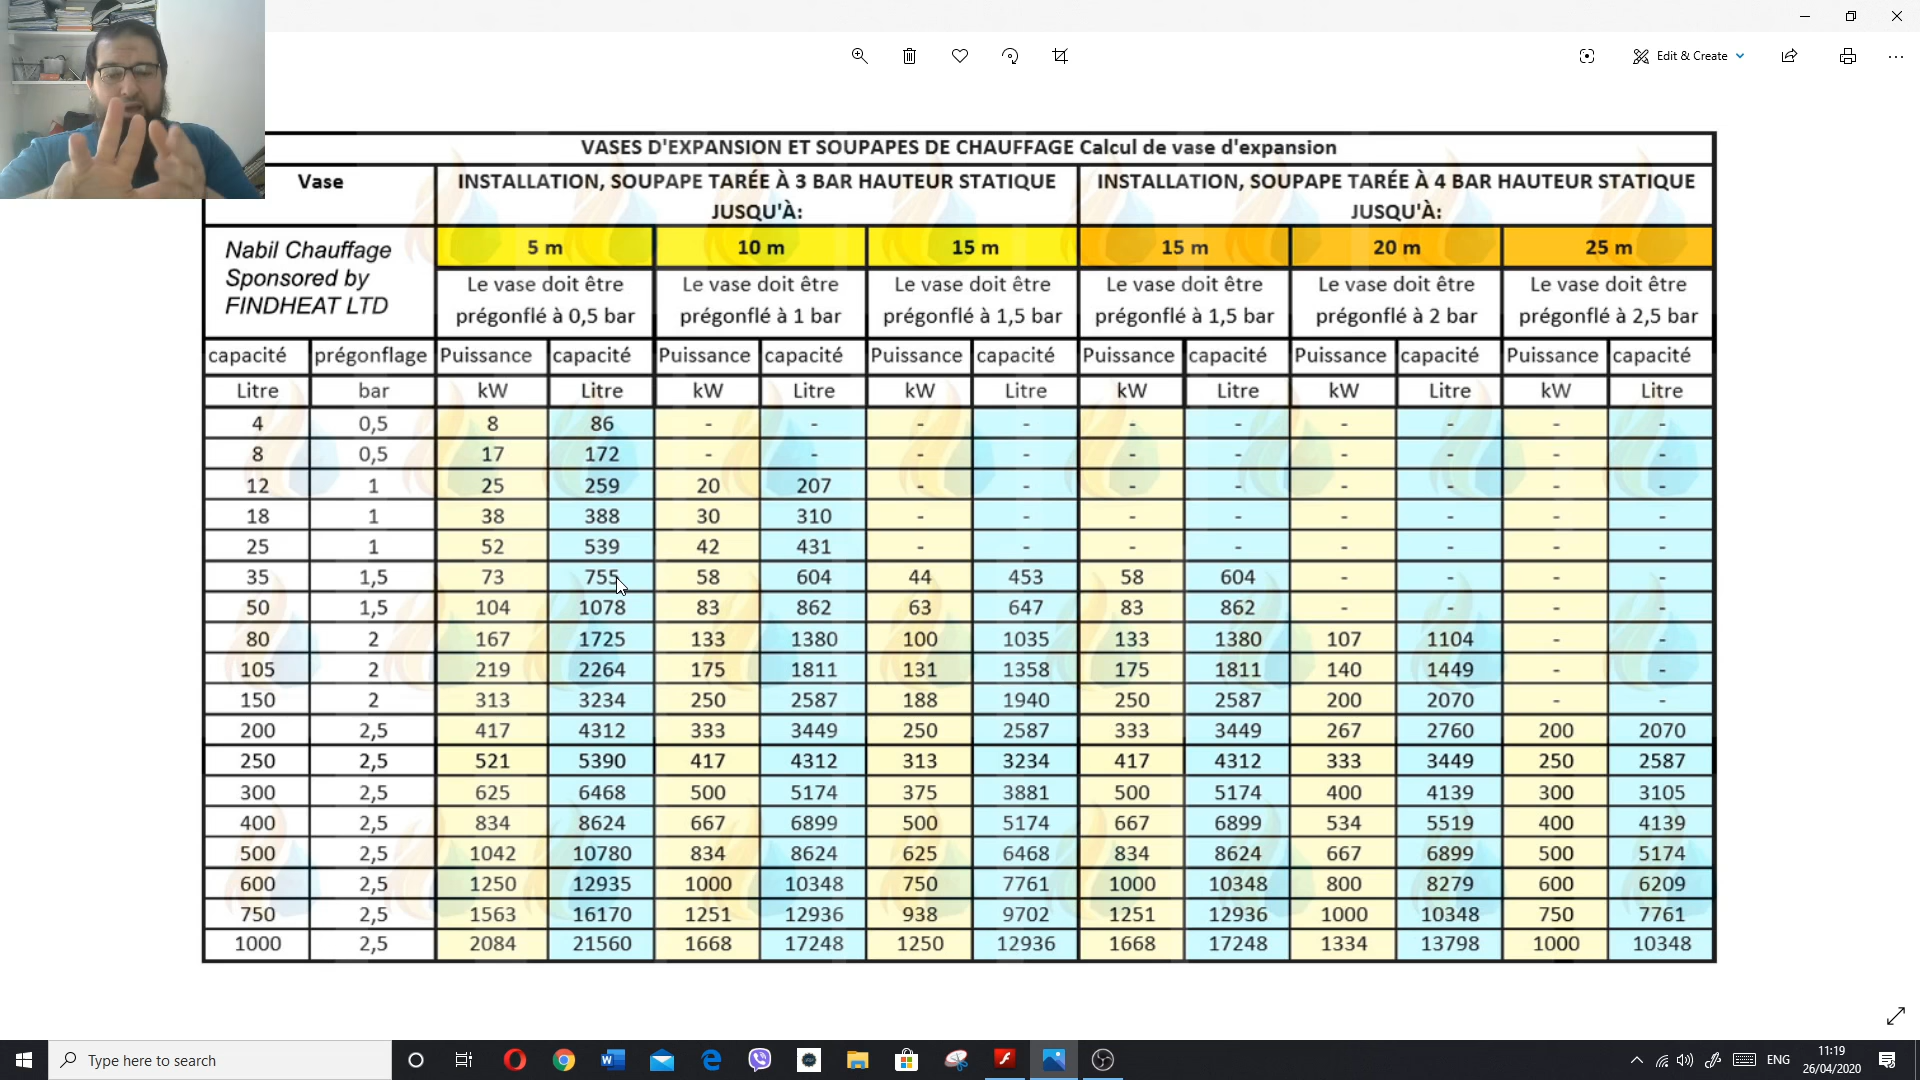 Edit & Create
VASES D'EXPANSION ET SOUPAPES DE CHAUFFAGE Calcul de vase d'expansion
Vase
INSTALLATION, SOUPAPE TARÉE À 3 BAR HAUTEUR STATIQUE JUSQU'À:
INSTALLATION, SOUPAPE TARÉE À 4 BAR HAUTEUR STATIQUE JUSQU'À:
Nabil Chauffage
Sponsored by
FINDHEAT LTD
5 m 10 m 15 m 15 m 20 m 25 m
Le vase doit être prégonflé à 0,5 bar
Le vase doit être prégonflé à 1 bar
Le vase doit être prégonflé à 1,5 bar
Le vase doit être prégonflé à 1,5 bar
Le vase doit être prégonflé à 2 bar
Le vase doit être prégonflé à 2,5 bar
capacité prégonflage Puissance capacité Puissance capacité Puissance capacité Puissance capacité Puissance capacité Puissance capacité
Litre bar kW Litre kW Litre kW Litre kW Litre kW Litre kW Litre
4 0,5 8 86 - - - - - - - - - -
8 0,5 17 172 - - - - - - - - - -
12 1 25 259 20 207 - - - - - - - -
18 1 38 388 30 310 - - - - - - - -
25 1 52 539 42 431 - - - - - - - -
35 1,5 73 755 58 604 44 453 58 604 - - - -
50 1,5 104 1078 83 862 63 647 83 862 - - - -
80 2 167 1725 133 1380 100 1035 133 1380 107 1104 - -
105 2 219 2264 175 1811 131 1358 175 1811 140 1449 - -
150 2 313 3234 250 2587 188 1940 250 2587 200 2070 - -
200 2,5 417 4312 333 3449 250 2587 333 3449 267 2760 200 2070
250 2,5 521 5390 417 4312 313 3234 417 4312 333 3449 250 2587
300 2,5 625 6468 500 5174 375 3881 500 5174 400 4139 300 3105
400 2,5 834 8624 667 6899 500 5174 667 6899 534 5519 400 4139
500 2,5 1042 10780 834 8624 625 6468 834 8624 667 6899 500 5174
600 2,5 1250 12935 1000 10348 750 7761 1000 10348 800 8279 600 6209
750 2,5 1563 16170 1251 12936 938 9702 1251 12936 1000 10348 750 7761
1000 2,5 2084 21560 1668 17248 1250 12936 1668 17248 1334 13798 1000 10348
Type here to search
ENG
11:19
26/04/2020